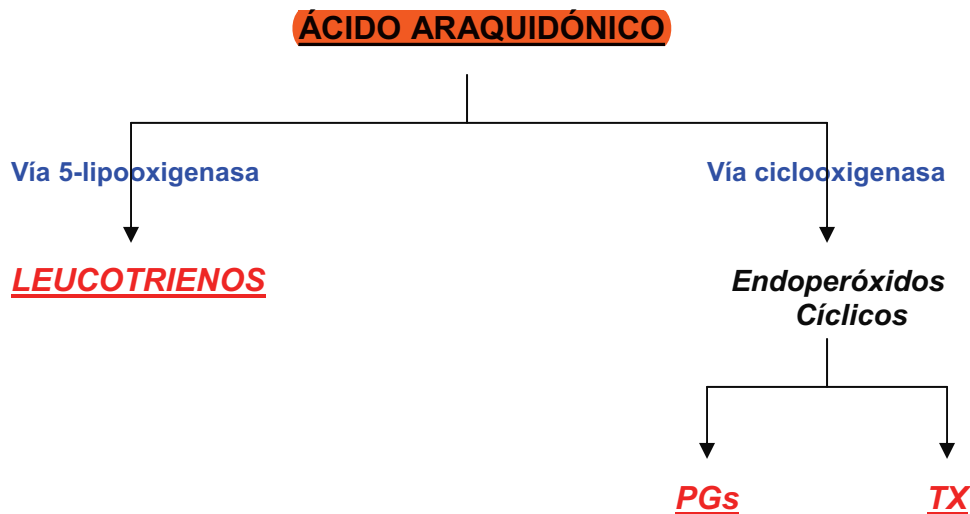 ÁCIDO ARAQUIDÓNICO
Vía 5-lipooxigenasa
Vía ciclooxigenasa
LEUCOTRIENOS
Endoperóxidos
Cíclicos
PGs
TX